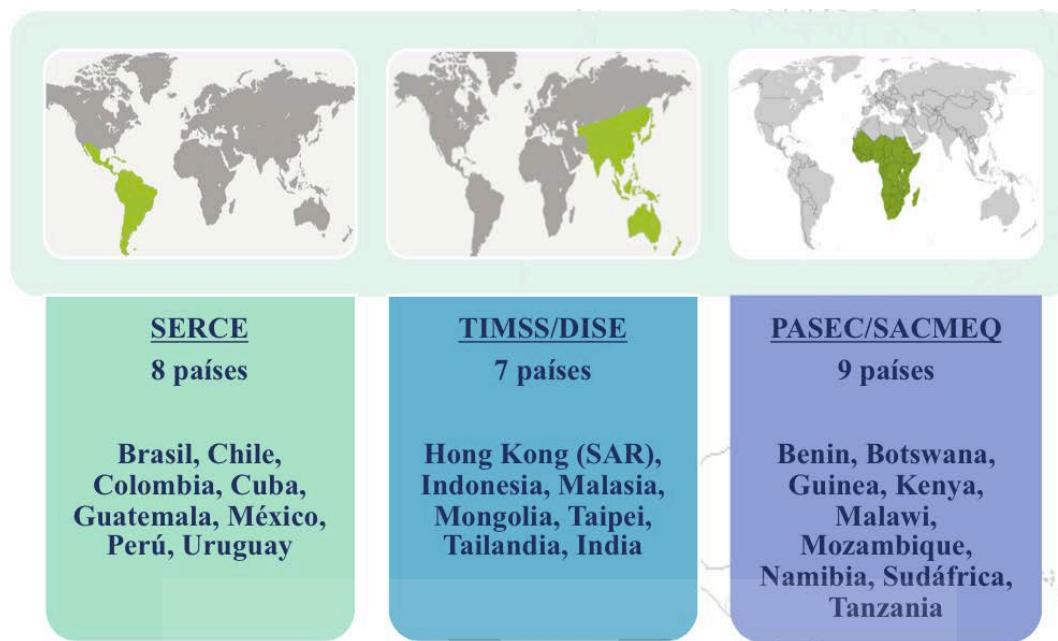 SERCE
8 países
Brasil, Chile,
Colombia, Cuba,
Guatemala, México,
Perú, Uruguay
TIMSS/DISE
7 países
Hong Kong (SAR),
Indonesia, Malasia,
Mongolia, Taipei,
Tailandia, India
PASEC/SACMEQ
9 países
Benin, Botswana,
Guinea, Kenya,
Malawi,
Mozambique,
Namibia, Sudáfrica,
Tanzania